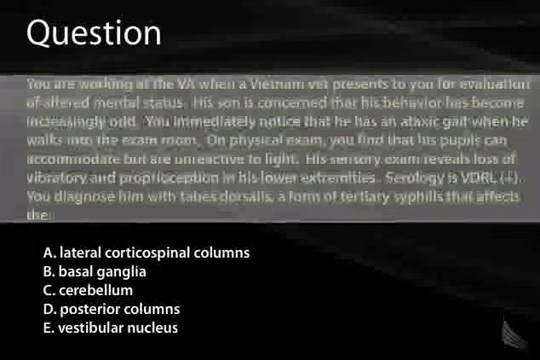 Question
You are working at the VA when a Vietnam vet presents to you for evaluation
of altered mental status. His son is concerned that his behavior has become
increasingly odd. You immediately notice that he has an ataxic gait when he
walks into the exam room. On physical exam, you find that his pupils can
accommodate but are unreactive to light. His sensory exam reveals loss of
vibratory and proprioception in his lower extremities. Serology is VDRL (+).
You diagnose him with tabes dorsalis, a form of tertiary syphilis that affects
the:
A. lateral corticospinal columns
B. basal ganglia
C. cerebellum
D. posterior columns
E. vestibular nucleus